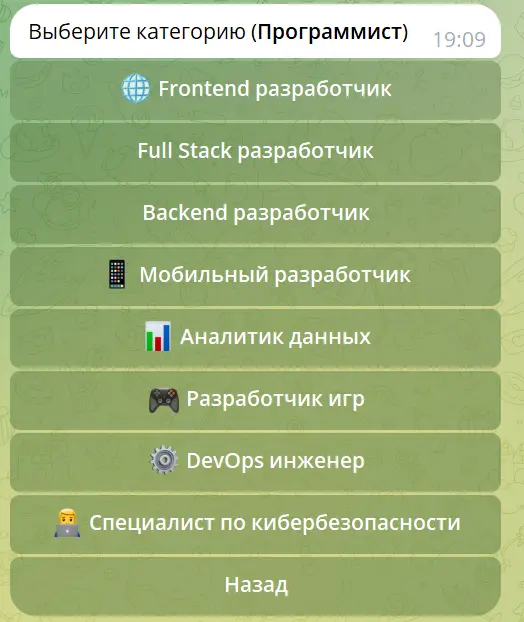 Выберите категорию (Программист)
19:09
🌐 Frontend разработчик
Full Stack разработчик
Backend разработчик
📱 Мобильный разработчик
📊 Аналитик данных
🎮 Разработчик игр
⚙️ DevOps инженер
👨‍💻 Специалист по кибербезопасности
Назад